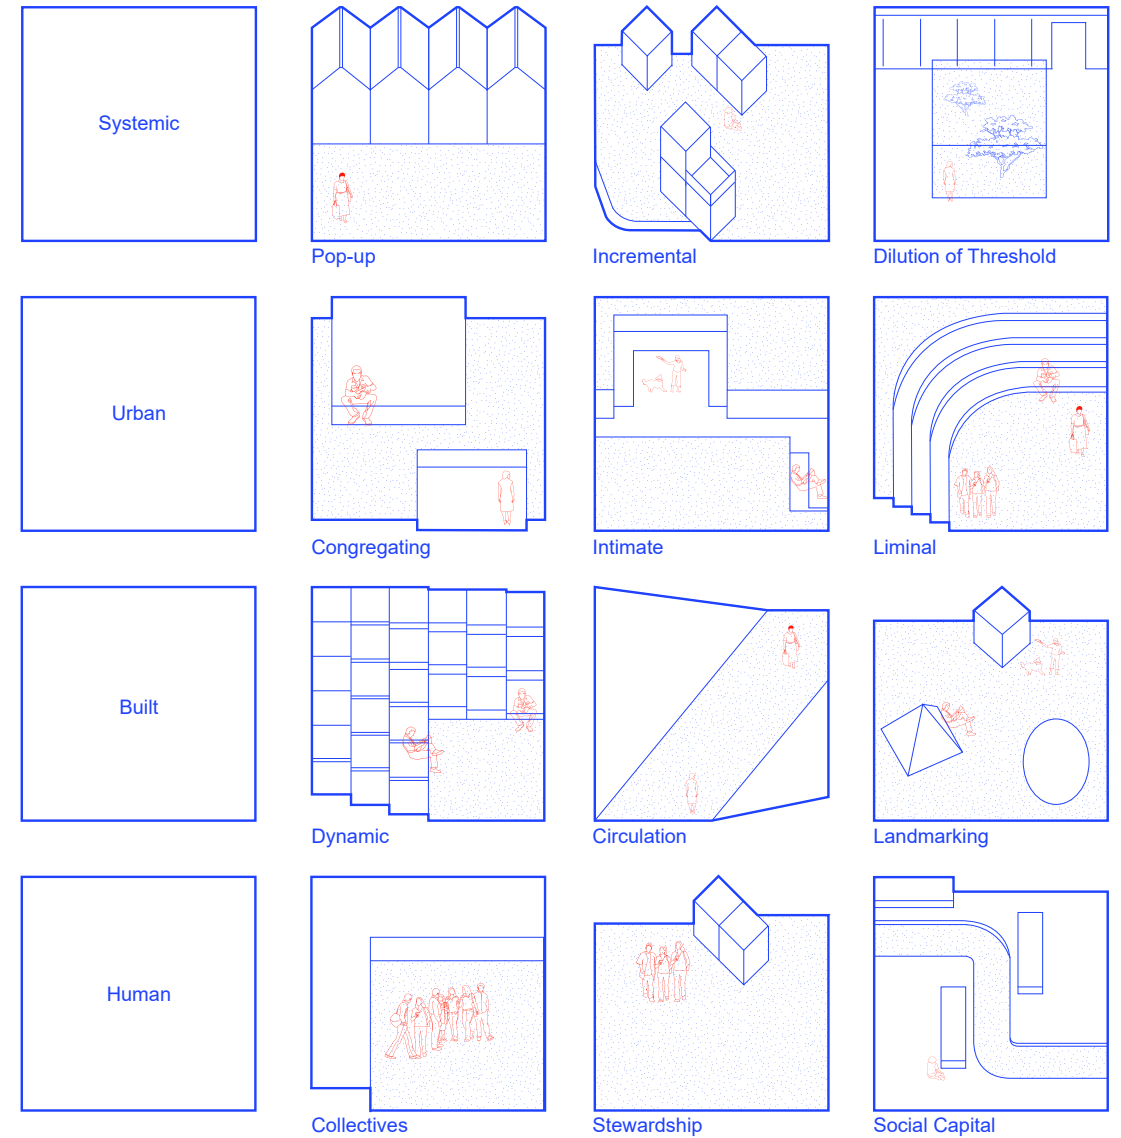 Systemic
Pop-up
Incremental
Dilution of Threshold
Urban
Congregating
Intimate
Liminal
Built
Dynamic
Circulation
Landmarking
Human
Collectives
Stewardship
Social Capital